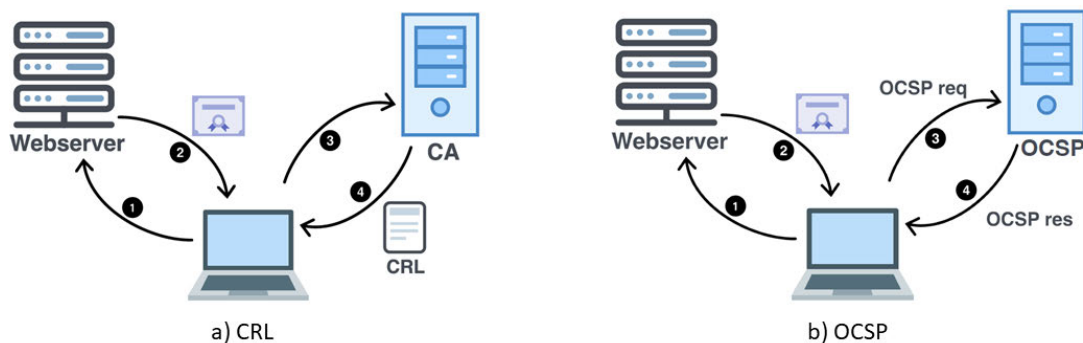 Webserver
2
3
CA
4
1
CRL
a) CRL
Webserver
2
OCSP req
3
OCSP
4
1
OCSP res
b) OCSP